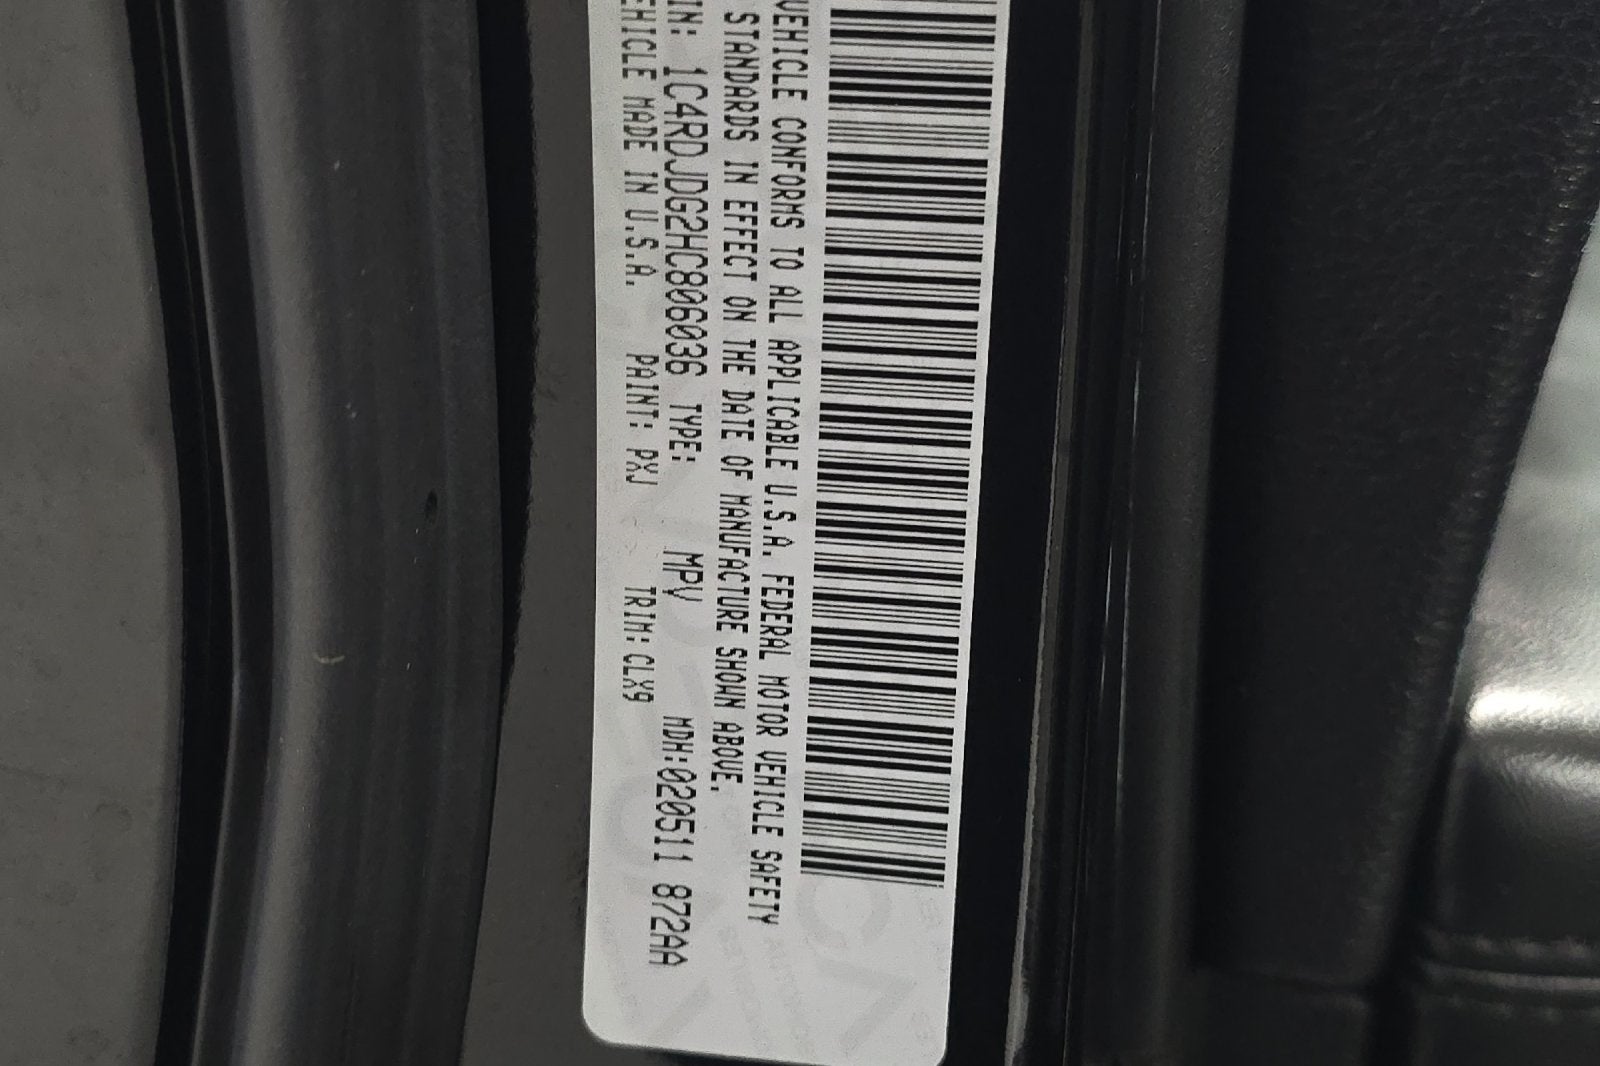 VEHICLE CONFORMS TO ALL APPLICABLE U.S.A. FEDERAL MOTOR VEHICLE SAFETY
STANDARDS IN EFFECT ON THE DATE OF MANUFACTURE SHOWN ABOVE.
IN: 1C4RDJDG2HC806036 TYPE: MPV MDH:020511 872AA
EHICLE MADE IN U.S.A. PAINT: PXJ TRIM:CLX9